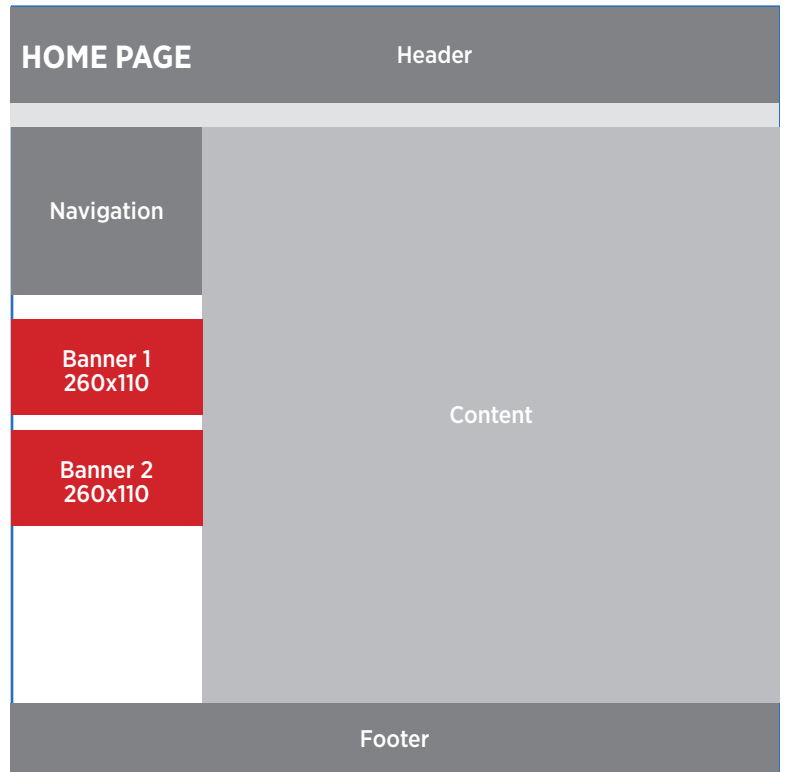 HOME PAGE
Header
Navigation
Banner 1
260x110
Banner 2
260x110
Content
Footer